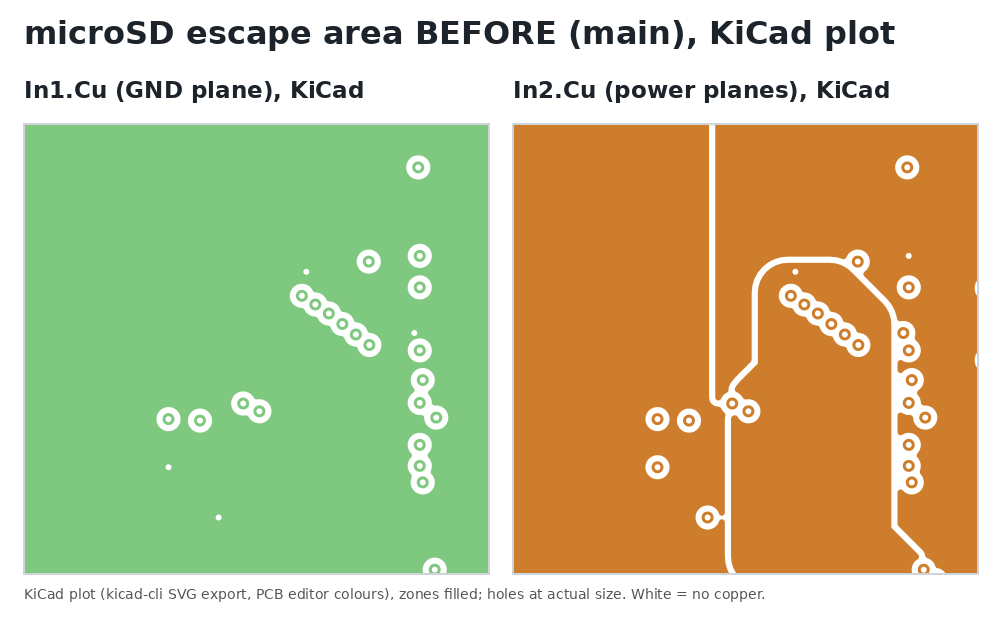 microSD escape area BEFORE (main), KiCad plot
In1.Cu (GND plane), KiCad
In2.Cu (power planes), KiCad
KiCad plot (kicad-cli SVG export, PCB editor colours), zones filled; holes at actual size. White = no copper.